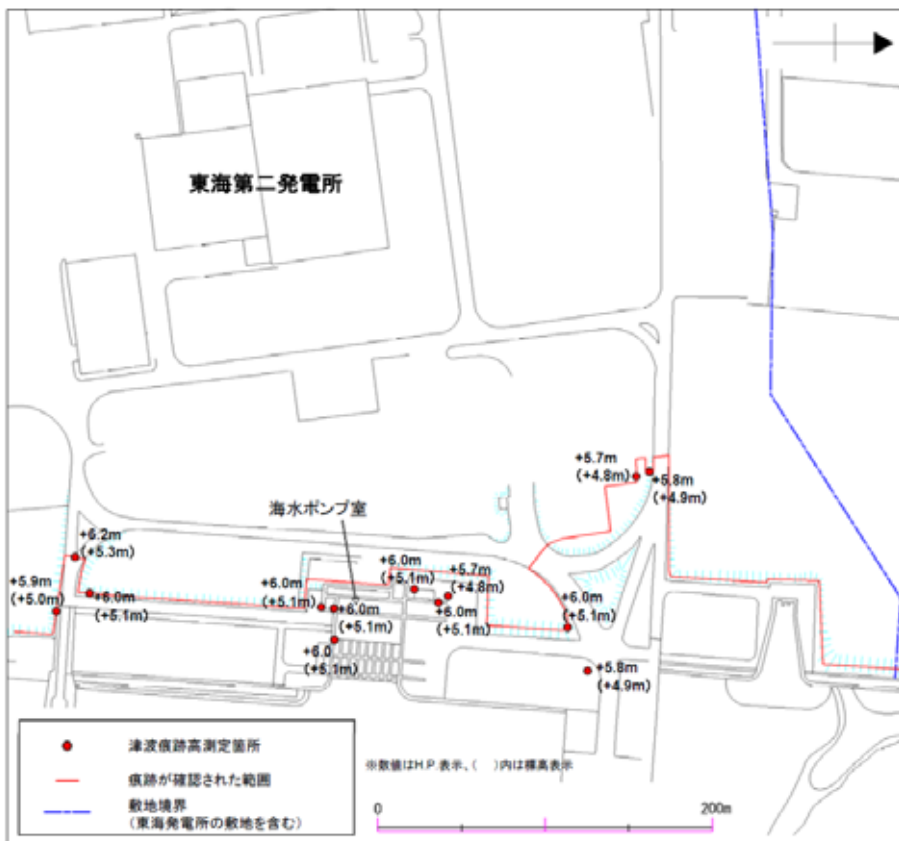 東海第二発電所
+5.7m
(+4.8m)
+5.8m
(+4.9m)
海水ポンプ室
+6.2m
(+5.3m)
+5.9m
(+5.0m)
+6.0m
(+5.1m)
+6.0m
(+5.1m)
+6.0m
(+5.1m)
+6.0
(+5.1m)
+6.0m
(+5.1m)
+5.7m
(+4.8m)
+6.0m
(+5.1m)
+6.0m
(+5.1m)
+5.8m
(+4.9m)
津波痕跡高測定箇所
痕跡が確認された範囲
敷地境界
(東海発電所の敷地を含む)
※数値はH.P.表示、( )内は標高表示
0 200m